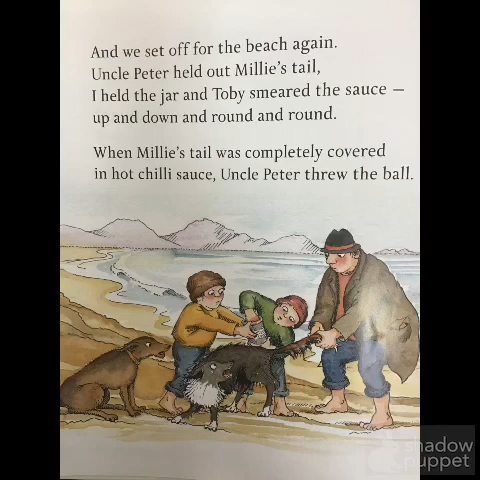 And we set off for the beach again.
Uncle Peter held out Millie's tail,
I held the jar and Toby smeared the sauce –
up and down and round and round.
When Millie's tail was completely covered
in hot chilli sauce, Uncle Peter threw the ball.
shadow
puppet